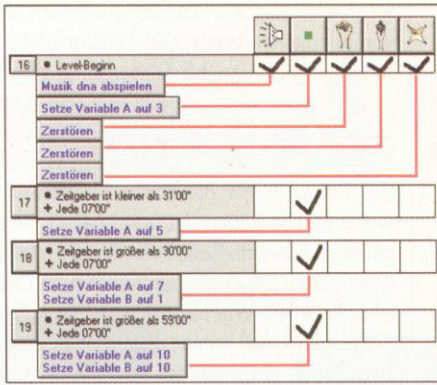 16 • Level-Beginn
Musik dna abspielen
Setze Variable A auf 3
Zerstören
Zerstören
Zerstören
17 • Zeitgeber ist kleiner als 31'00"
+ Jede 07'00"
Setze Variable A auf 5
18 • Zeitgeber ist größer als 30'00"
+ Jede 07'00"
Setze Variable A auf 7
Setze Variable B auf 1
19 • Zeitgeber ist größer als 59'00"
+ Jede 07'00"
Setze Variable A auf 10
Setze Variable B auf 10